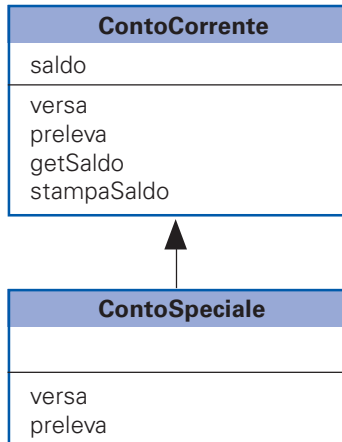 ContoCorrente
saldo
versa
preleva
getSaldo
stampaSaldo
ContoSpeciale
versa
preleva